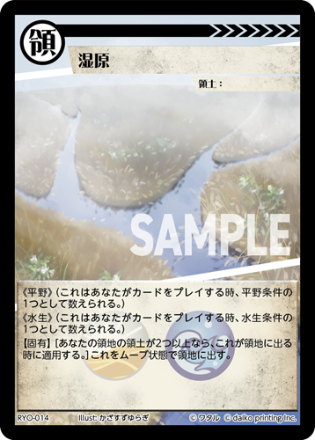 領
湿原
領土：
SAMPLE
《平野》（これはあなたがカードをプレイする時、平野条件の
1つとして数えられる。）
《水生》（これはあなたがカードをプレイする時、水生条件の
1つとして数えられる。）
【固有】［あなたの領地の領土が2つ以上なら、これが領地に出る
時に適用する。］これをムーブ状態で領地に出す。
RYO-014
Illust: かざすずゆらぎ
© ワタル © daiko printing inc.